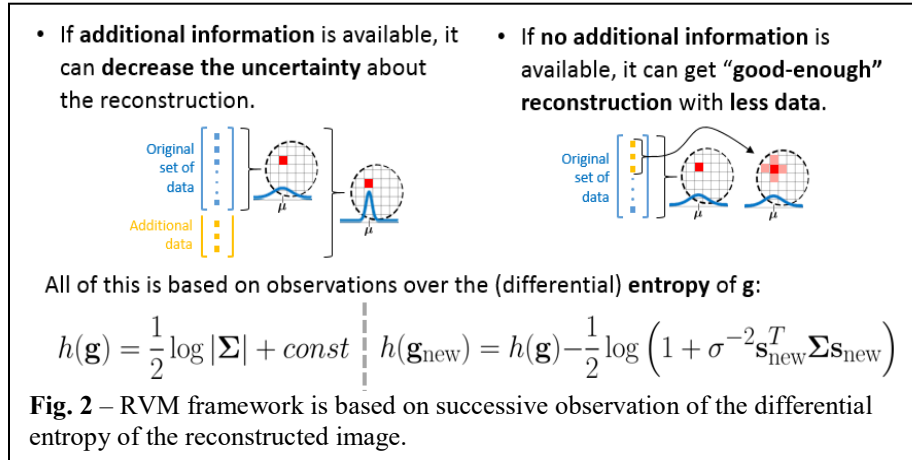 • If additional information is available, it
can decrease the uncertainty about
the reconstruction.
• If no additional information is
available, it can get “good-enough”
reconstruction with less data.
Original
set of
data
Additional
data
μ
μ
Original
set of
data
μ
μ
All of this is based on observations over the (differential) entropy of g:
h(g) = 1/2 log |Σ| + const
h(g_new) = h(g) − 1/2 log (1 + σ^−2 s^T_new Σ s_new)
Fig. 2 – RVM framework is based on successive observation of the differential
entropy of the reconstructed image.